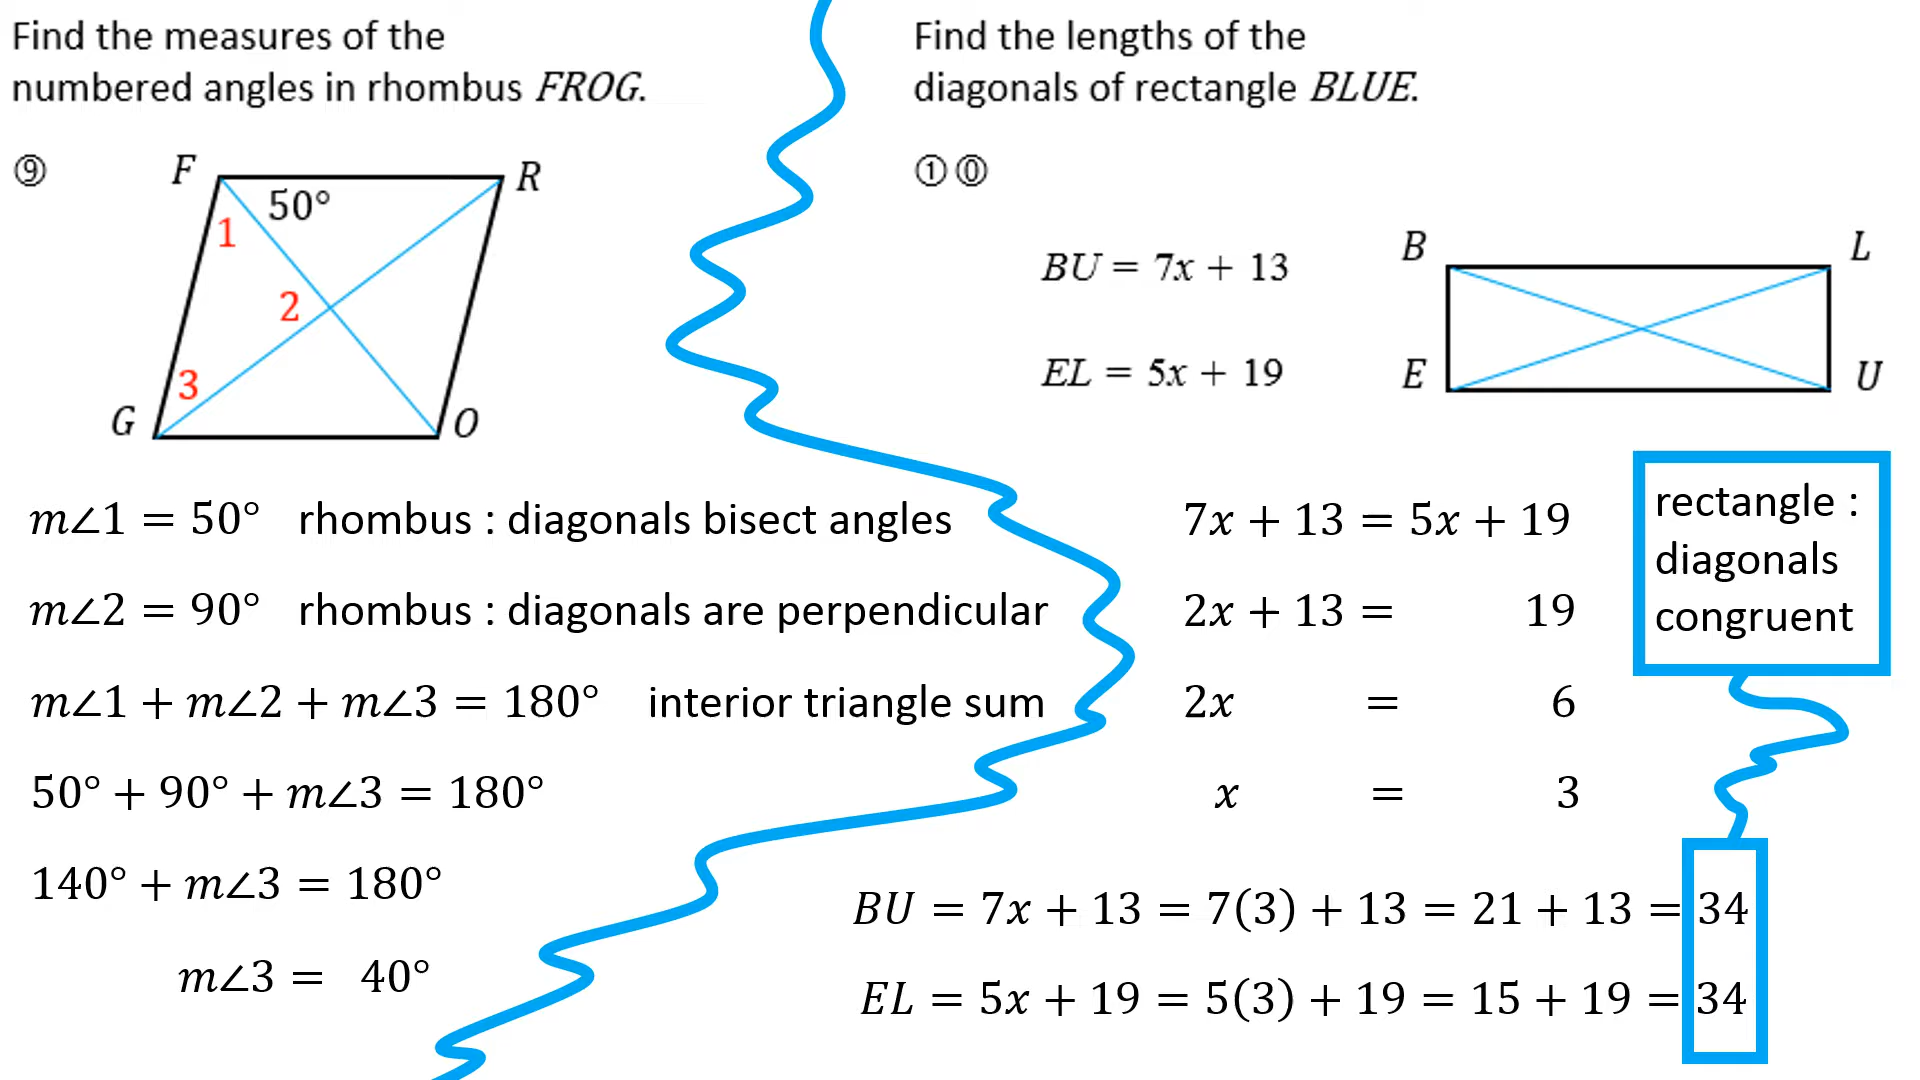 Find the measures of the
numbered angles in rhombus FROG.
⑨
F
R
50°
1
2
3
G
O
m∠1 = 50° rhombus : diagonals bisect angles
m∠2 = 90° rhombus : diagonals are perpendicular
m∠1 + m∠2 + m∠3 = 180° interior triangle sum
50° + 90° + m∠3 = 180°
140° + m∠3 = 180°
m∠3 = 40°
Find the lengths of the
diagonals of rectangle BLUE.
①⓪
BU = 7x + 13
EL = 5x + 19
B
L
E
U
7x + 13 = 5x + 19
2x + 13 = 19
2x = 6
x = 3
rectangle :
diagonals
congruent
BU = 7x + 13 = 7(3) + 13 = 21 + 13 = 34
EL = 5x + 19 = 5(3) + 19 = 15 + 19 = 34